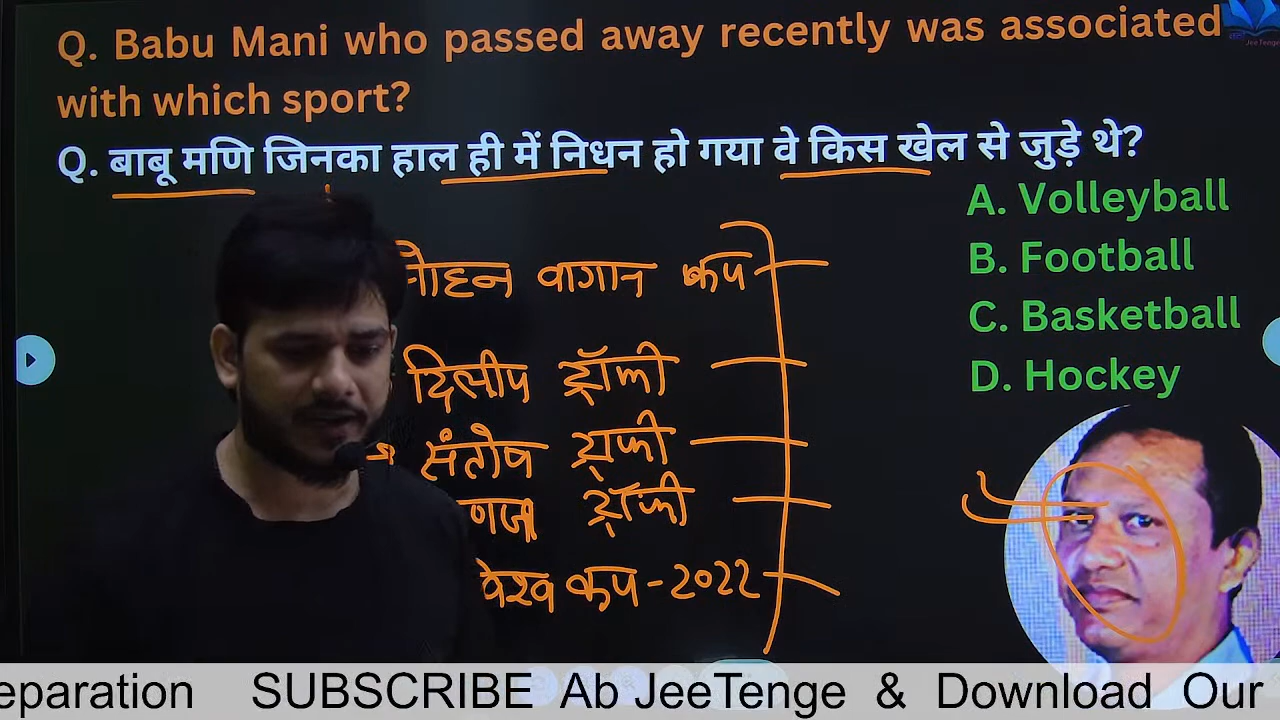 Q. Babu Mani who passed away recently was associated
with which sport?
Q. बाबू मणि जिनका हाल ही में निधन हो गया वे किस खेल से जुड़े थे?
A. Volleyball
B. Football
C. Basketball
D. Hockey
मोहन वागान कप
दिलीप ट्रॉफी
संतोष ट्रॉफी
ट्रॉफी
कप - 2022
eparation SUBSCRIBE Ab JeeTenge & Download Our